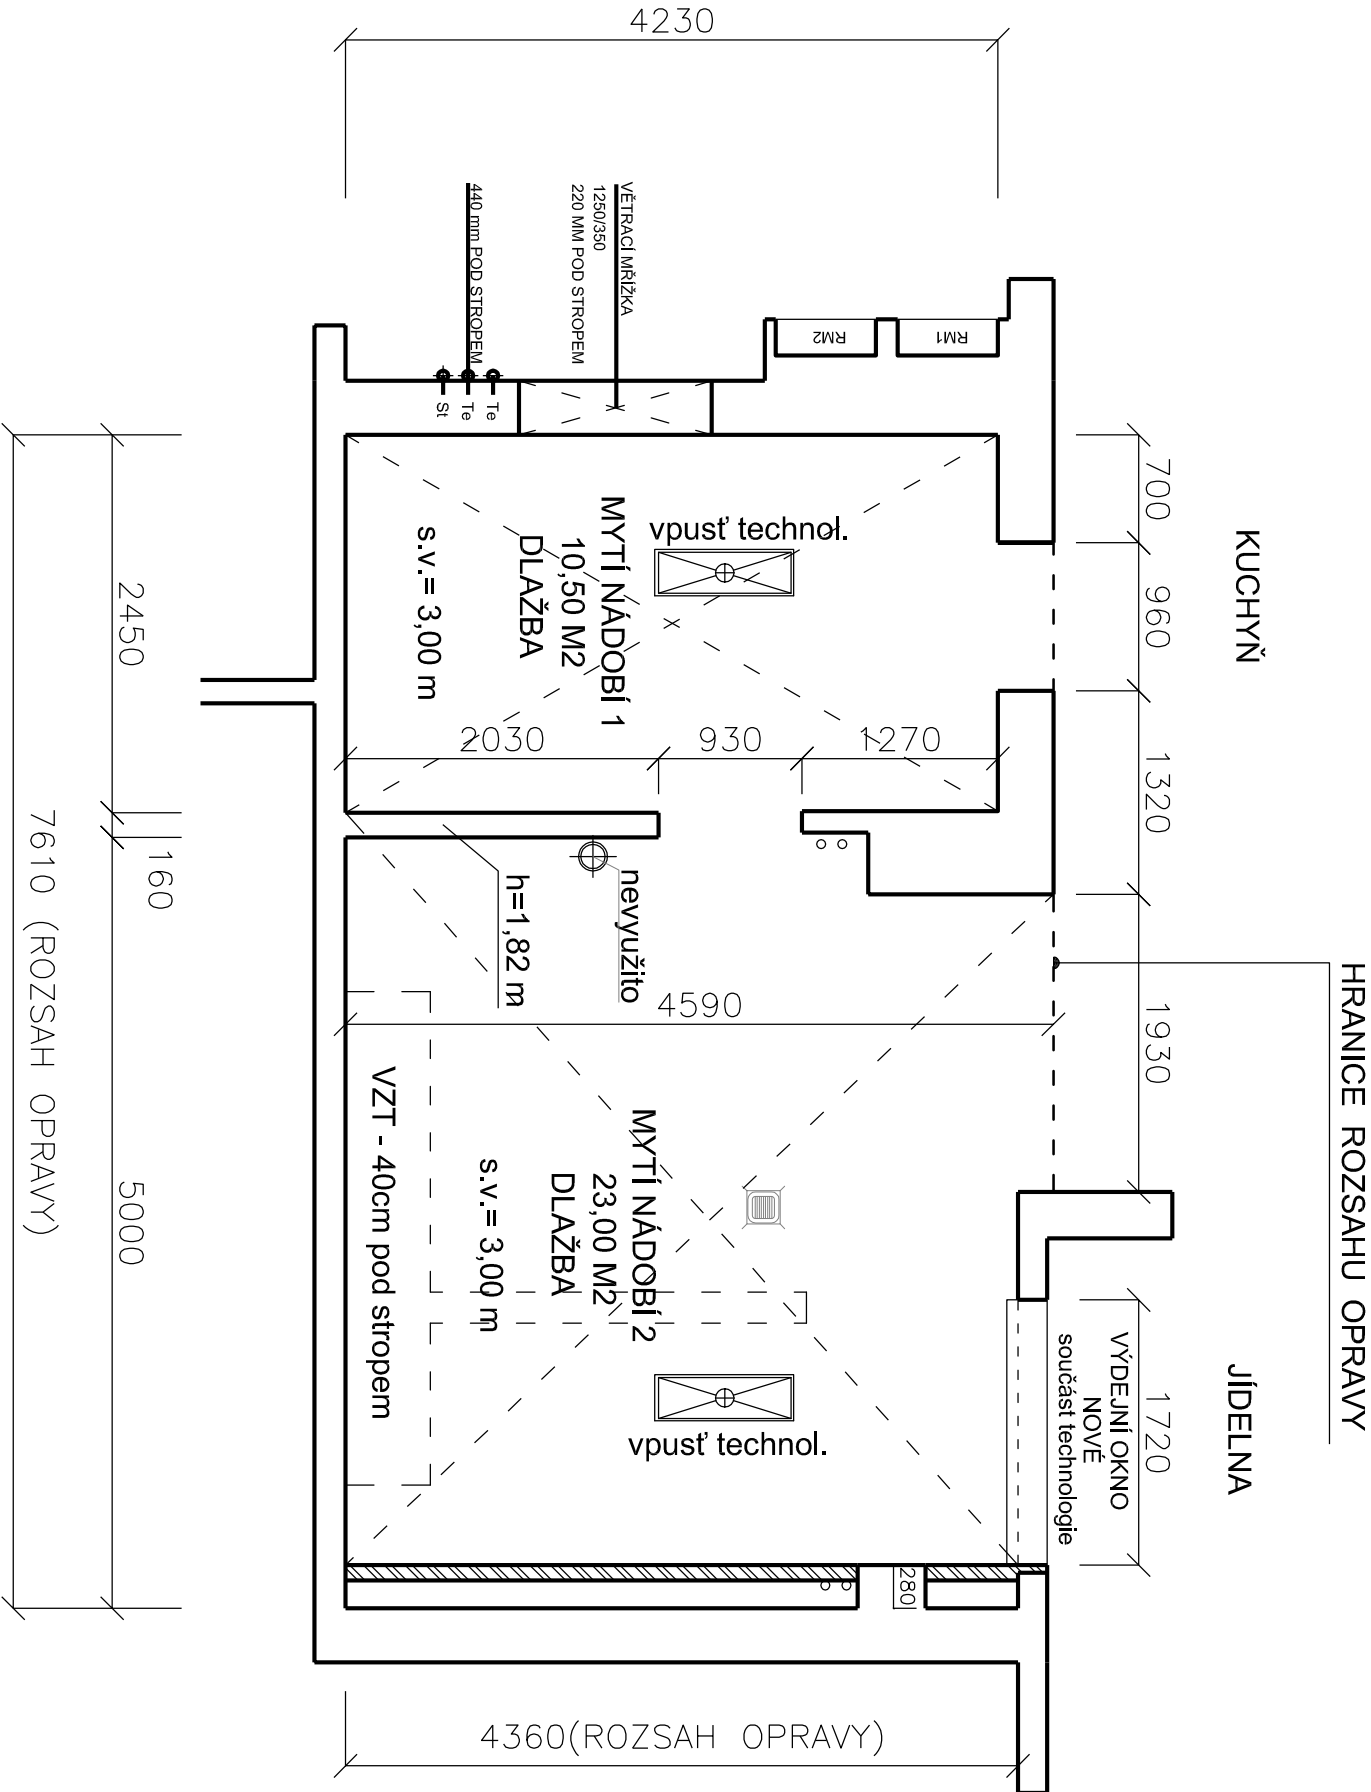 4230
VĚTRACÍ MŘÍŽKA
1250/350
220 MM POD STROPEM
440 mm POD STROPEM
RM2
RM1
St
Te
Te
KUCHYŇ
700
960
1320
1930
1720
HRANICE ROZSAHU OPRAVY
JÍDELNA
VÝDEJNÍ OKNO
NOVÉ
součást technologie
vpusť technol.
MYTÍ NÁDOBÍ 1
10,50 M2
DLAŽBA
s.v.= 3,00 m
2030
930
1270
nevyužito
h=1,82 m
4590
MYTÍ NÁDOBÍ 2
23,00 M2
DLAŽBA
s.v.= 3,00 m
VZT - 40cm pod stropem
vpusť technol.
280
2450
160
5000
7610 (ROZSAH OPRAVY)
4360(ROZSAH OPRAVY)